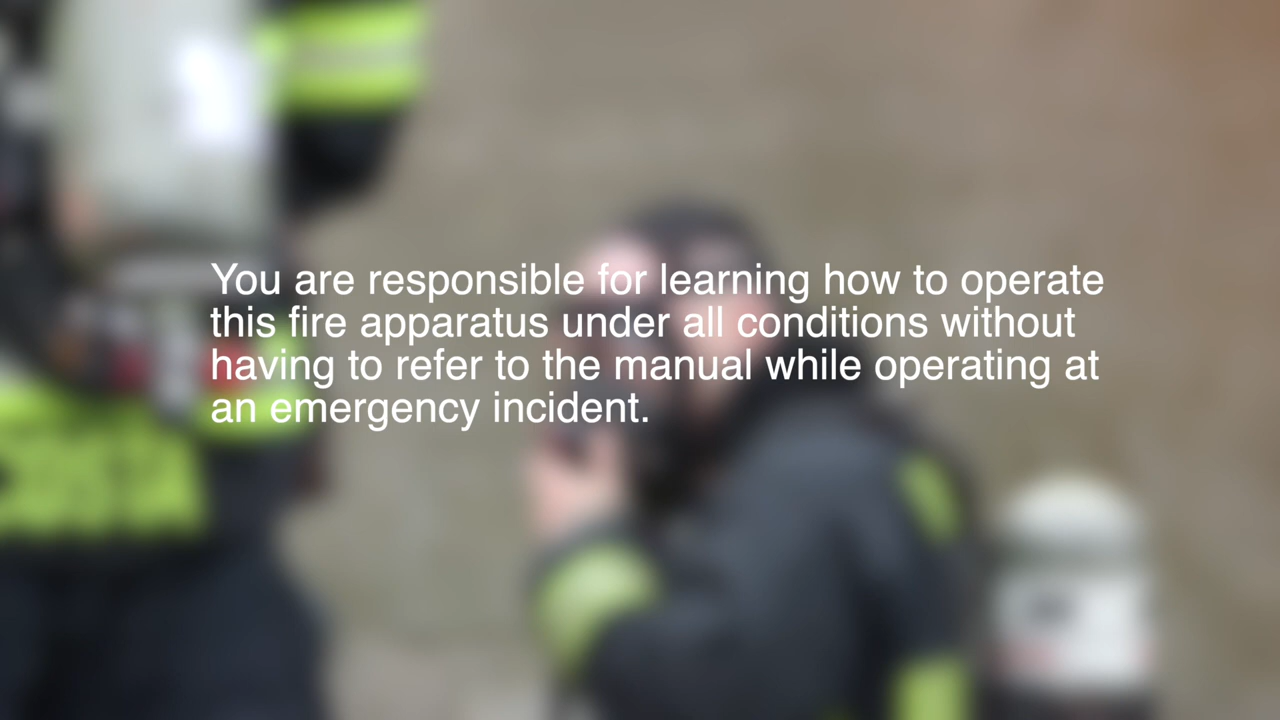 You are responsible for learning how to operate
this fire apparatus under all conditions without
having to refer to the manual while operating at
an emergency incident.